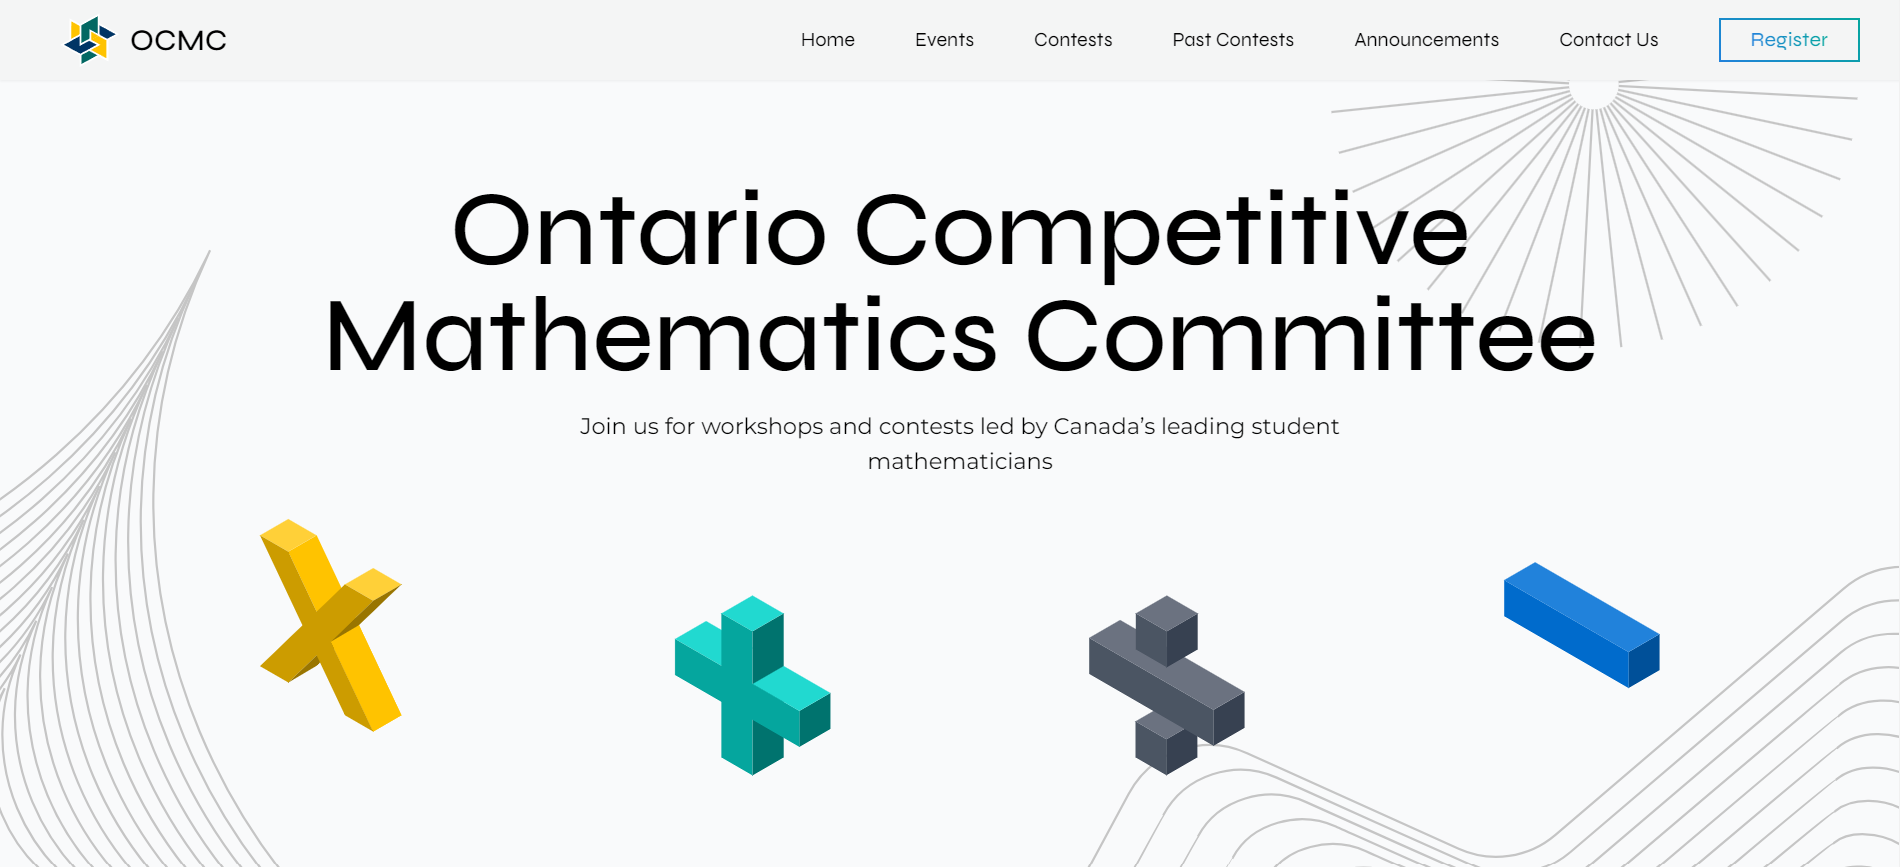 OCMC
Home
Events
Contests
Past Contests
Announcements
Contact Us
Register
Ontario Competitive
Mathematics Committee
Join us for workshops and contests led by Canada’s leading student
mathematicians